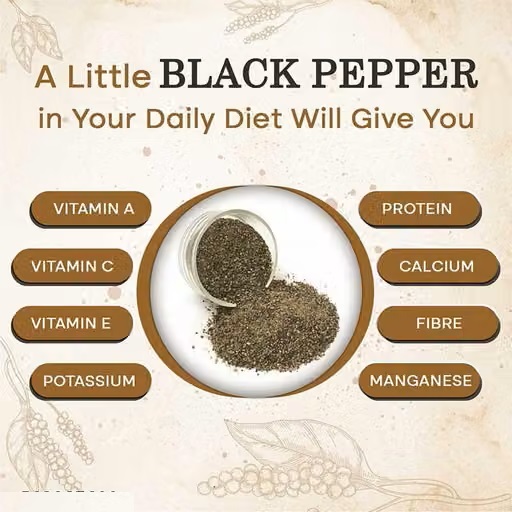 A Little BLACK PEPPER
in Your Daily Diet Will Give You
VITAMIN A
PROTEIN
VITAMIN C
CALCIUM
VITAMIN E
FIBRE
POTASSIUM
MANGANESE